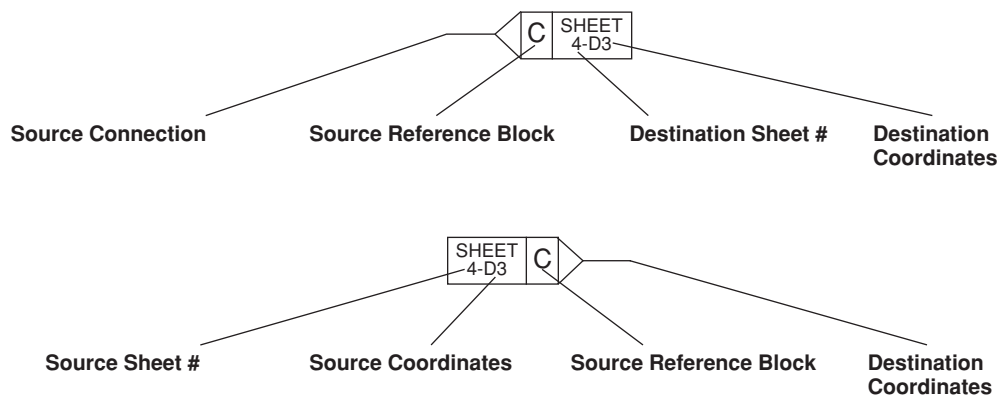 C
SHEET
4-D3
Source Connection
Source Reference Block
Destination Sheet #
Destination
Coordinates
SHEET
4-D3
C
Source Sheet #
Source Coordinates
Source Reference Block
Destination
Coordinates